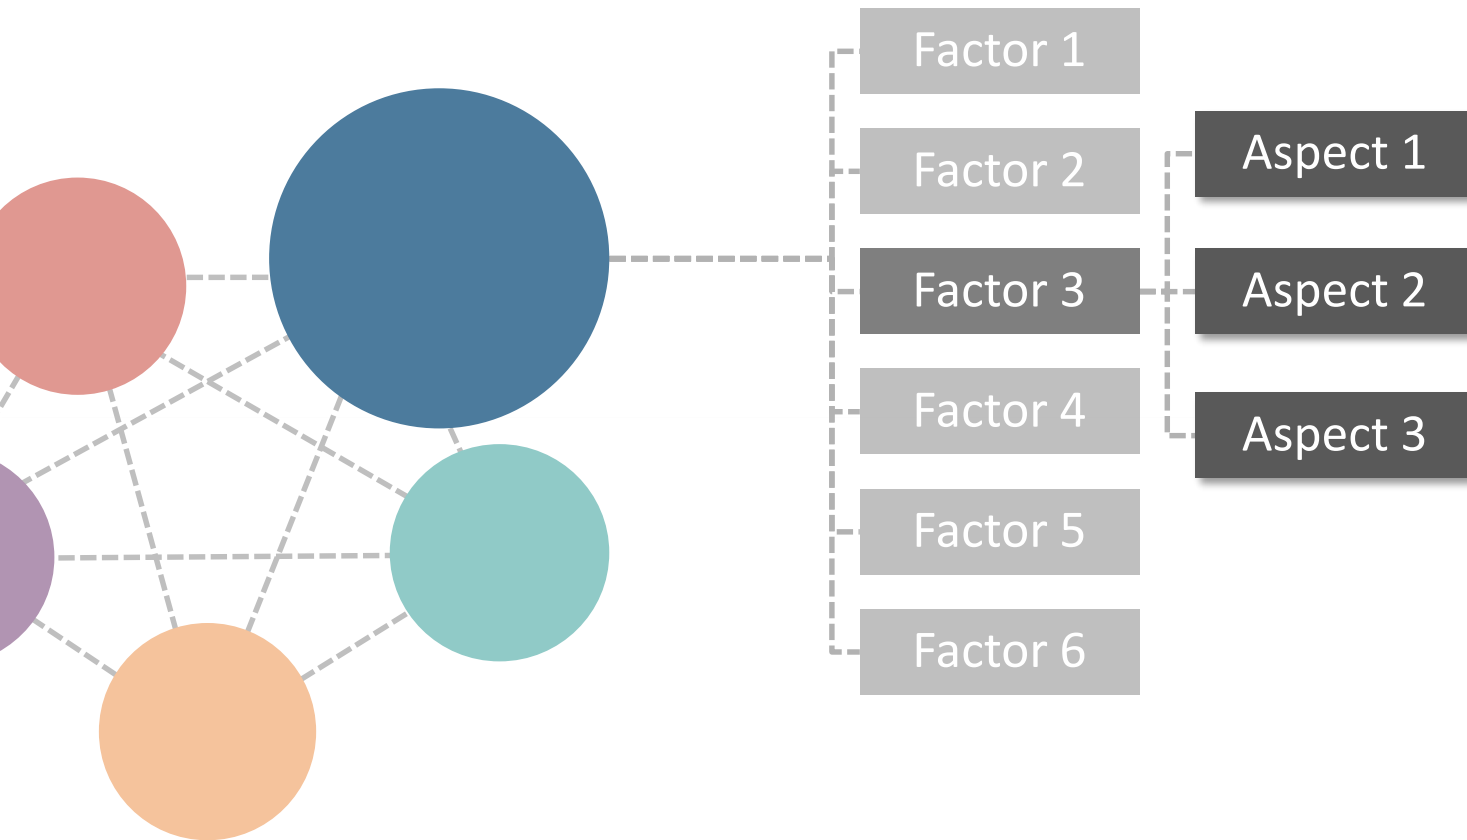 Factor 1
Factor 2
Factor 3
Factor 4
Factor 5
Factor 6
Aspect 1
Aspect 2
Aspect 3